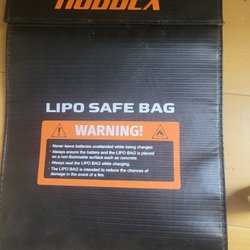 LIPO SAFE BAG
WARNING!
- Never leave batteries unattended while being charged.
- Always ensure the battery and the LIPO BAG is placed
on a non-flammable surface such as concrete.
- Always seal the LIPO BAG while charging.
- The LIPO BAG is intended to reduce the chances of
damage in the event of a fire.